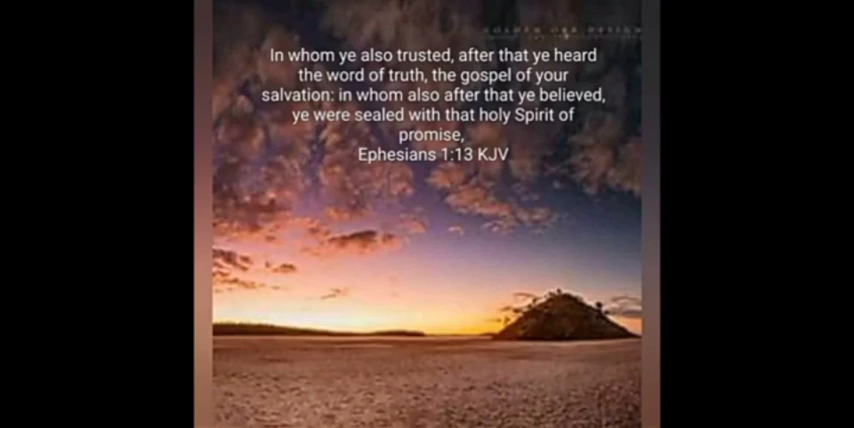 In whom ye also trusted, after that ye heard
the word of truth, the gospel of your
salvation: in whom also after that ye believed,
ye were sealed with that holy Spirit of
promise,
Ephesians 1:13 KJV